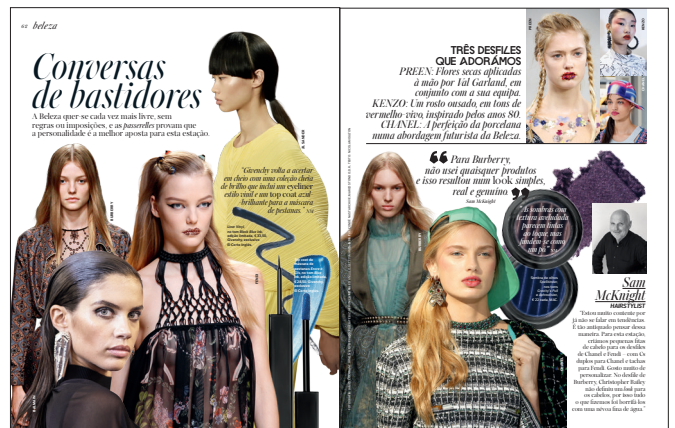 62 beleza
Conversas
de bastidores
A Beleza quer-se cada vez mais livre, sem
regras ou imposições, e as passerelles provam que
a personalidade é a melhor aposta para esta estação.
"Givenchy volta a acertar
em cheio com uma coleção cheia
de brilho que inclui um eyeliner
estilo vinil e um top coat azul-
brilhante para a máscara
de pestanas."
TRÊS DESFILES
QUE ADORÁMOS
PREEN: Flores secas aplicadas
à mão por Val Garland, em
conjunto com a sua equipa.
KENZO: Um rosto ousado, em tons de
vermelho-vivo, inspirado pelos anos 80.
CHANEL: A perfeição da porcelana
numa abordagem futurista da Beleza.
Para Burberry,
não usei quaisquer produtos
e isso resultou num look simples,
real e genuíno
Sam McKnight
"As sombras com
textura aveludada
parecem lindas
ao toque, mas
também se como
um pó"
Sam
McKnight
HAIRSTYLIST
"Estou muito contente por
já não se falar em tendências.
É tão antiquado pensar dessa
maneira. Para esta estação,
criámos pequenas fitas
de cabelo para os desfiles
de Chanel e Fendi – com Cs
duplos para Chanel e tachas
para Fendi. Gosto muito de
personalizar. No desfile de
Burberry, Christopher Bailey
não definiu um look para
os cabelos, por isso tudo
o que fizemos foi borrifá-los
com uma névoa fina de água."